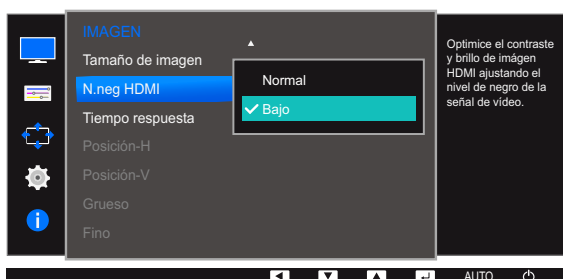 IMAGEN
Tamaño de imagen
N.neg HDMI
Tiempo respuesta
Posición-H
Posición-V
Grueso
Fino
Normal
Bajo
Optimice el contraste
y brillo de imágen
HDMI ajustando el
nivel de negro de la
señal de vídeo.
AUTO